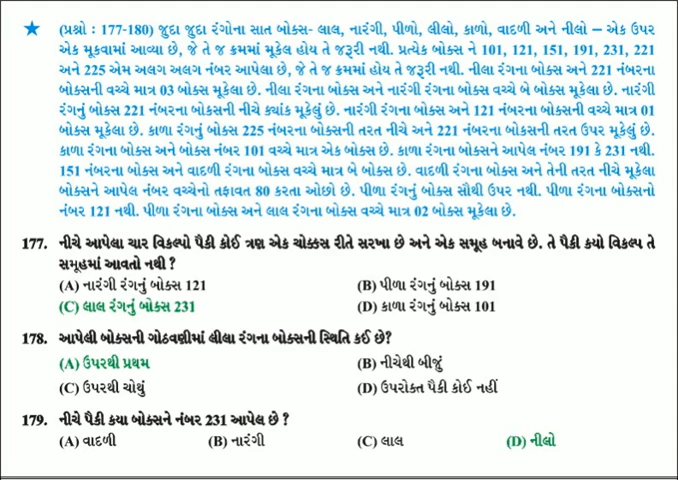 ★ (પ્રશ્નો : 177-180) જુદા જુદા રંગોના સાત બોક્સ- લાલ, નારંગી, પીળો, લીલો, કાળો, વાદળી અને નીલો – એક ઉપર
એક મૂકવામાં આવ્યા છે, જે તે જ ક્રમમાં મૂકેલ હોય તે જરૂરી નથી. પ્રત્યેક બોક્સ ને 101, 121, 151, 191, 231, 221
અને 225 એમ અલગ અલગ નંબર આપેલા છે, જે તે જ ક્રમમાં હોય તે જરૂરી નથી. નીલા રંગના બોક્સ અને 221 નંબરના
બોક્સની વચ્ચે માત્ર 03 બોક્સ મૂકેલા છે. નીલા રંગના બોક્સ અને નારંગી રંગના બોક્સ વચ્ચે બે બોક્સ મૂકેલા છે. નારંગી
રંગનું બોક્સ 221 નંબરના બોકસની નીચે ક્યાંક મૂકેલું છે. નારંગી રંગના બોક્સ અને 121 નંબરના બોક્સની વચ્ચે માત્ર 01
બોક્સ મૂકેલા છે. કાળા રંગનું બોક્સ 225 નંબરના બોક્સની તરત નીચે અને 221 નંબરના બોક્સની તરત ઉપર મૂકેલું છે.
કાળા રંગના બોક્સ અને બોક્સ નંબર 101 વચ્ચે માત્ર એક બોક્સ છે. કાળા રંગના બોક્સને આપેલ નંબર 191 કે 231 નથી.
151 નંબરના બોક્સ અને વાદળી રંગના બોક્સ વચ્ચે માત્ર બે બોક્સ છે. વાદળી રંગના બોક્સ અને તેની તરત નીચે મૂકેલા
બોક્સને આપેલ નંબર વચ્ચેનો તફાવત 80 કરતા ઓછો છે. પીળા રંગનું બોક્સ સૌથી ઉપર નથી. પીળા રંગના બોક્સનો
નંબર 121 નથી. પીળા રંગના બોક્સ અને લાલ રંગના બોક્સ વચ્ચે માત્ર 02 બોક્સ મૂકેલા છે.
177. નીચે આપેલા ચાર વિકલ્પો પૈકી કોઈ ત્રણ એક ચોક્કસ રીતે સરખા છે અને એક સમૂહ બનાવે છે. તે પૈકી કયો વિકલ્પ તે
સમૂહમાં આવતો નથી ?
(A) નારંગી રંગનું બોક્સ 121 (B) પીળા રંગનું બોક્સ 191
(C) લાલ રંગનું બોક્સ 231 (D) કાળા રંગનું બોક્સ 101
178. આપેલી બોક્સની ગોઠવણીમાં લીલા રંગના બોક્સની સ્થિતિ કઈ છે?
(A) ઉપરથી પ્રથમ (B) નીચેથી બીજું
(C) ઉપરથી ચોથું (D) ઉપરોક્ત પૈકી કોઈ નહીં
179. નીચે પૈકી કયા બોક્સને નંબર 231 આપેલ છે ?
(A) વાદળી (B) નારંગી (C) લાલ (D) નીલો